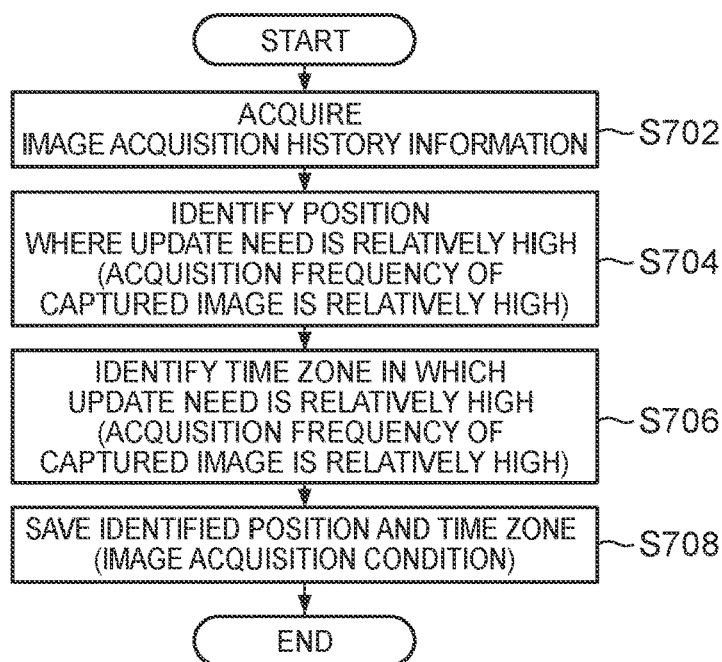 START
ACQUIRE
IMAGE ACQUISITION HISTORY INFORMATION
S702
IDENTIFY POSITION
WHERE UPDATE NEED IS RELATIVELY HIGH
(ACQUISITION FREQUENCY OF
CAPTURED IMAGE IS RELATIVELY HIGH)
S704
IDENTIFY TIME ZONE IN WHICH
UPDATE NEED IS RELATIVELY HIGH
(ACQUISITION FREQUENCY OF
CAPTURED IMAGE IS RELATIVELY HIGH)
S706
SAVE IDENTIFIED POSITION AND TIME ZONE
(IMAGE ACQUISITION CONDITION)
S708
END